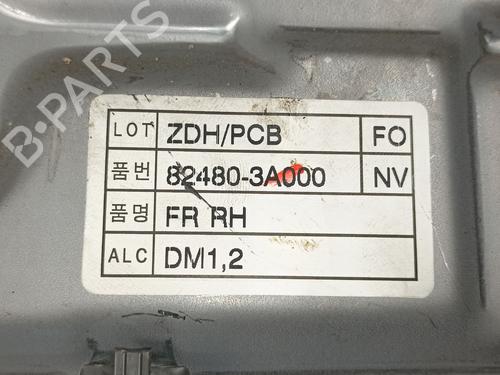 B-PARTS
LOT ZDH/PCB FO
품번 82480-3A000 NV
품명 FR RH
ALC DM1,2